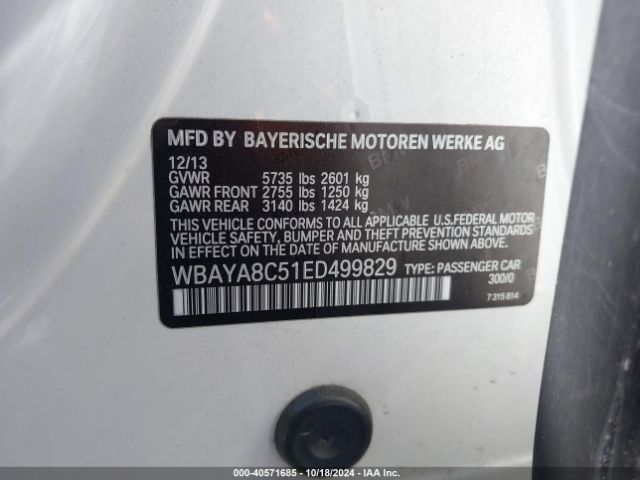 MFD BY BAYERISCHE MOTOREN WERKE AG
12/13
GVWR 5735 lbs 2601 kg
GAWR FRONT 2755 lbs 1250 kg
GAWR REAR 3140 lbs 1424 kg
THIS VEHICLE CONFORMS TO ALL APPLICABLE U.S.FEDERAL MOTOR
VEHICLE SAFETY, BUMPER, AND THEFT PREVENTION STANDARDS
IN EFFECT ON THE DATE OF MANUFACTURE SHOWN ABOVE.
WBAYA8C51ED499829 TYPE: PASSENGER CAR
300/0
7315814
000-40571685 - 10/18/2024 - IAA Inc.